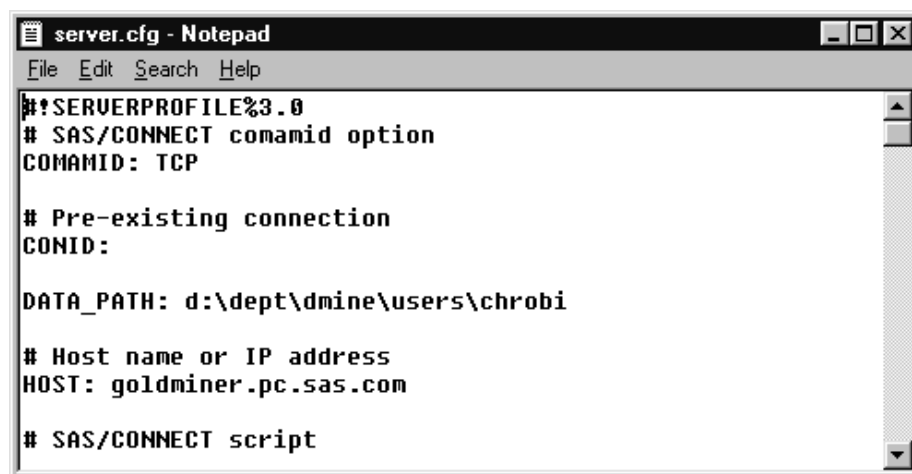 server.cfg - Notepad
File Edit Search Help
#!SERVERPROFILE%3.0
# SAS/CONNECT comamid option
COMAMID: TCP
# Pre-existing connection
CONID:
DATA_PATH: d:\dept\dmine\users\chrobi
# Host name or IP address
HOST: goldminer.pc.sas.com
# SAS/CONNECT script